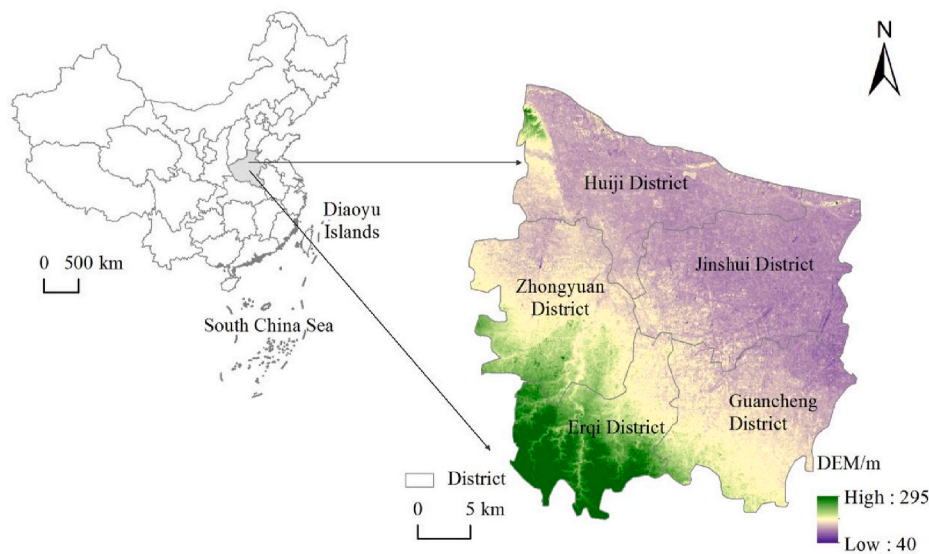 N
Huiji District
Diaoyu
Islands
0 500 km
Jinshui District
Zhongyuan
District
South China Sea
Guancheng
District
Erqi District
DEM/m
District
High : 295
0 5 km
Low : 40